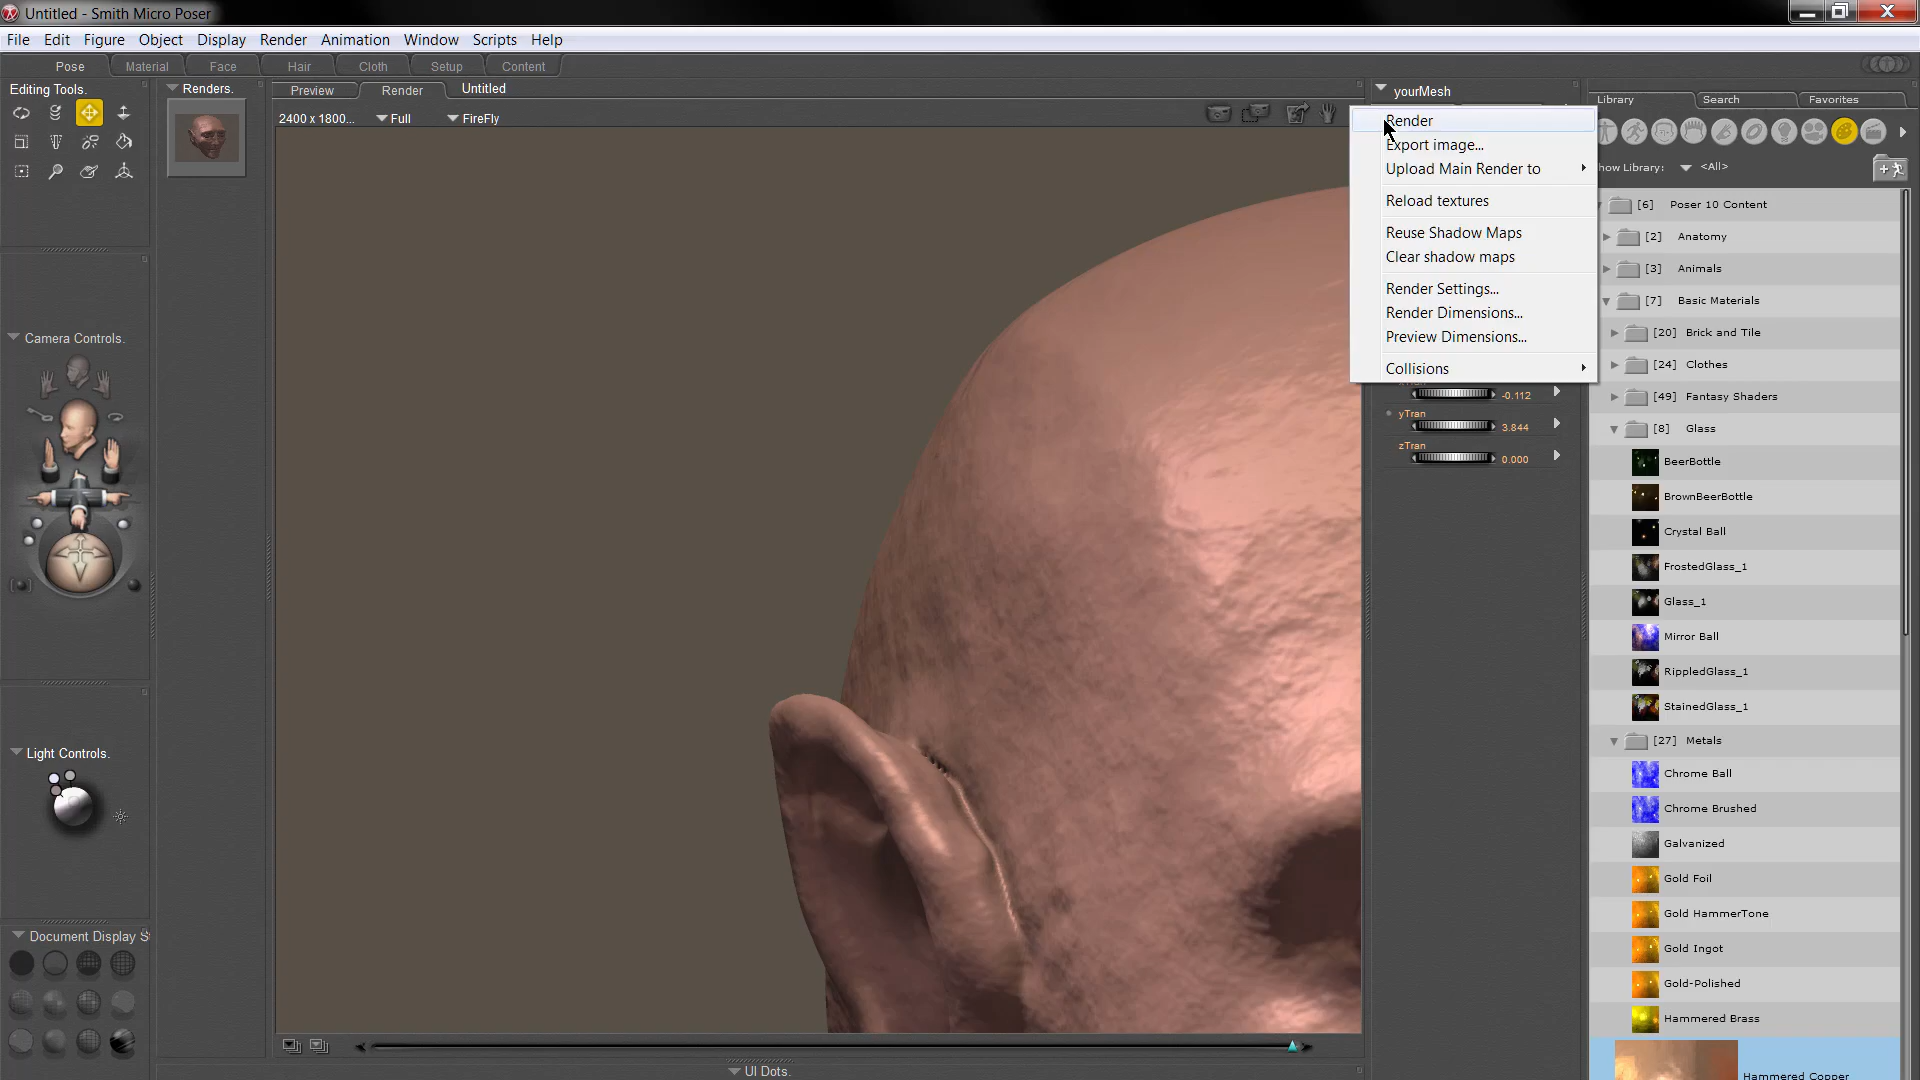 Untitled - Smith Micro Poser
File Edit Figure Object Display Render Animation Window Scripts Help
Pose Material Face Hair Cloth Setup Content
Editing Tools.
Renders.
Preview Render Untitled
2400 x 1800... Full FireFly
yourMesh
Render
Export image...
Upload Main Render to
Reload textures
Reuse Shadow Maps
Clear shadow maps
Render Settings...
Render Dimensions...
Preview Dimensions...
Collisions
-0.112
yTran
3.844
zTran
0.000
Library Search Favorites
how Library: <All>
[6] Poser 10 Content
[2] Anatomy
[3] Animals
[7] Basic Materials
[20] Brick and Tile
[24] Clothes
[49] Fantasy Shaders
[8] Glass
BeerBottle
BrownBeerBottle
Crystal Ball
FrostedGlass_1
Glass_1
Mirror Ball
RippledGlass_1
StainedGlass_1
[27] Metals
Chrome Ball
Chrome Brushed
Galvanized
Gold Foil
Gold HammerTone
Gold Ingot
Gold-Polished
Hammered Brass
Hammered Copper
Camera Controls.
Light Controls.
Document Display S
UI Dots.